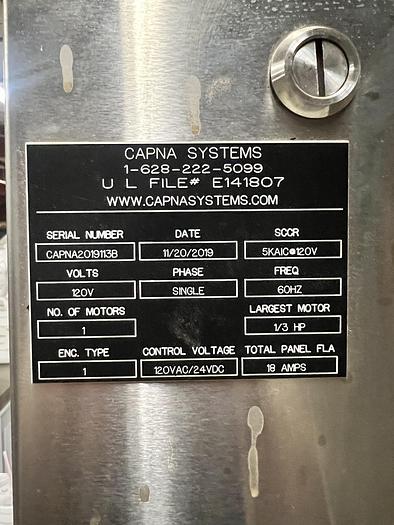 CAPNA SYSTEMS
1-628-222-5099
U L FILE# E141807
WWW.CAPNASYSTEMS.COM
SERIAL NUMBER DATE SCCR
CAPNA2019113B 11/20/2019 5KAIC@120V
VOLTS PHASE FREQ
120V SINGLE 60HZ
NO. OF MOTORS LARGEST MOTOR
1 1/3 HP
ENC. TYPE CONTROL VOLTAGE TOTAL PANEL FLA
1 120VAC/24VDC 18 AMPS